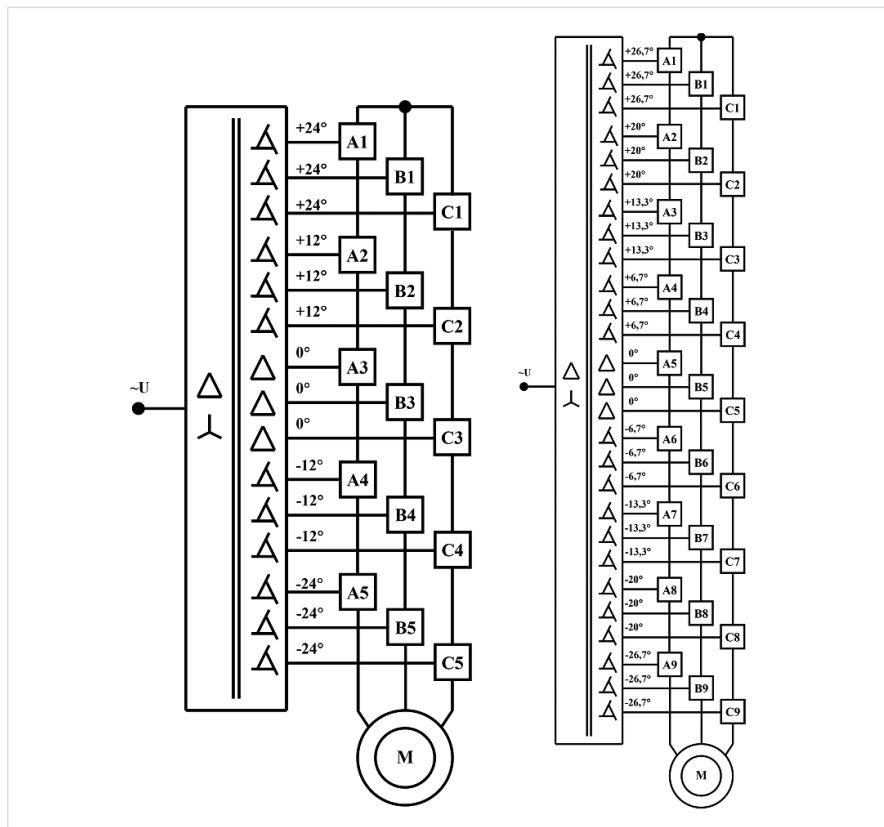 ~U
+24°
A1
+24°
B1
+24°
C1
+12°
A2
+12°
B2
+12°
C2
0°
A3
0°
B3
0°
C3
-12°
A4
-12°
B4
-12°
C4
-24°
A5
-24°
B5
-24°
C5
M
~U
+26,7°
A1
+26,7°
B1
+26,7°
C1
+20°
A2
+20°
B2
+20°
C2
+13,3°
A3
+13,3°
B3
+13,3°
C3
+6,7°
A4
+6,7°
B4
+6,7°
C4
0°
A5
0°
B5
0°
C5
-6,7°
A6
-6,7°
B6
-6,7°
C6
-13,3°
A7
-13,3°
B7
-13,3°
C7
-20°
A8
-20°
B8
-20°
C8
-26,7°
A9
-26,7°
B9
-26,7°
C9
M